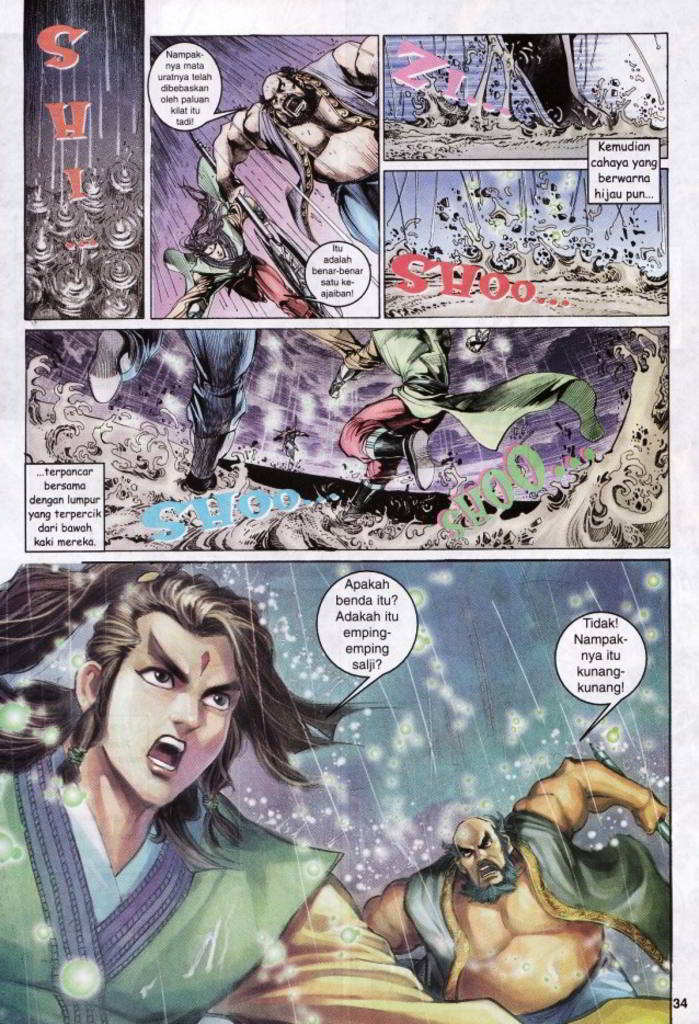 SHI...
Nampak-
nya mata
uratnya telah
dibebaskan
oleh paluan
kilat itu
tadi!
Itu
adalah
benar-benar
satu ke-
ajaiban!
ZI...
Kemudian
cahaya yang
berwarna
hijau pun...
SHOO...
...terpancar
bersama
dengan lumpur
yang terpercik
dari bawah
kaki mereka.
SHOO...
SHOO...
Apakah
benda itu?
Adakah itu
emping-
emping
salji?
Tidak!
Nampak-
nya itu
kunang-
kunang!
34